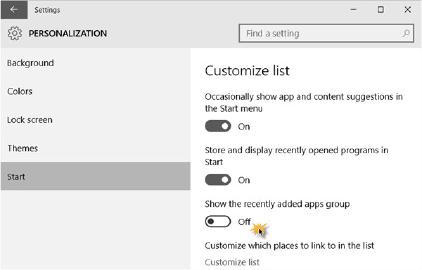 Settings
PERSONALIZATION
Find a setting
Background
Colors
Lock screen
Themes
Start
Customize list
Occasionally show app and content suggestions in
the Start menu
On
Store and display recently opened programs in
Start
On
Show the recently added apps group
Off
Customize which places to link to in the list
Customize list